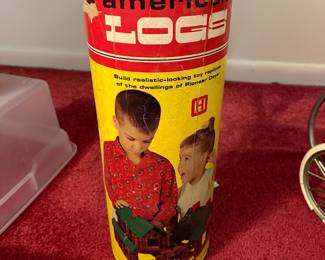 american
LOGS
Build realistic-looking toy replicas
of the dwellings of Pioneer Days
H